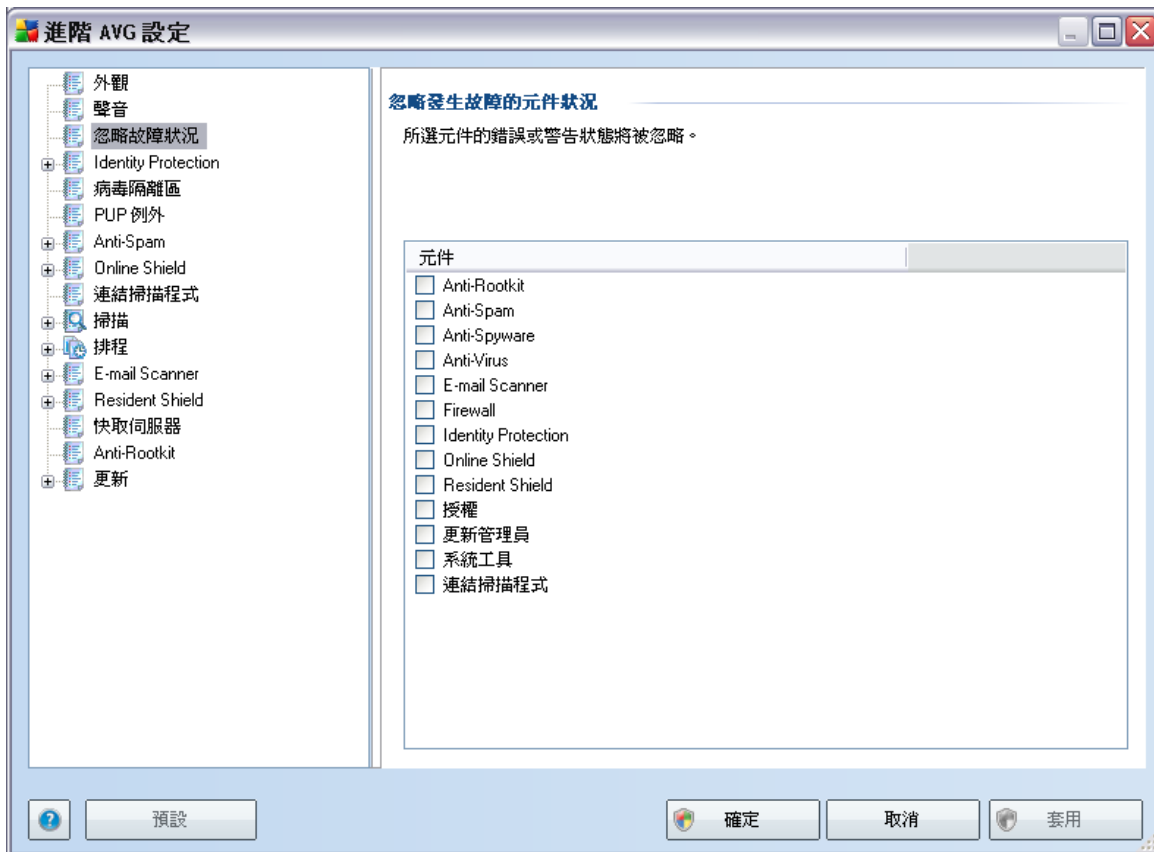 進階 AVG 設定
外觀
聲音
忽略故障狀況
Identity Protection
病毒隔離區
PUP 例外
Anti-Spam
Online Shield
連結掃描程式
掃描
排程
E-mail Scanner
Resident Shield
快取伺服器
Anti-Rootkit
更新
忽略發生故障的元件狀況
所選元件的錯誤或警告狀態將被忽略。
元件
Anti-Rootkit
Anti-Spam
Anti-Spyware
Anti-Virus
E-mail Scanner
Firewall
Identity Protection
Online Shield
Resident Shield
授權
更新管理員
系統工具
連結掃描程式
預設
確定
取消
套用